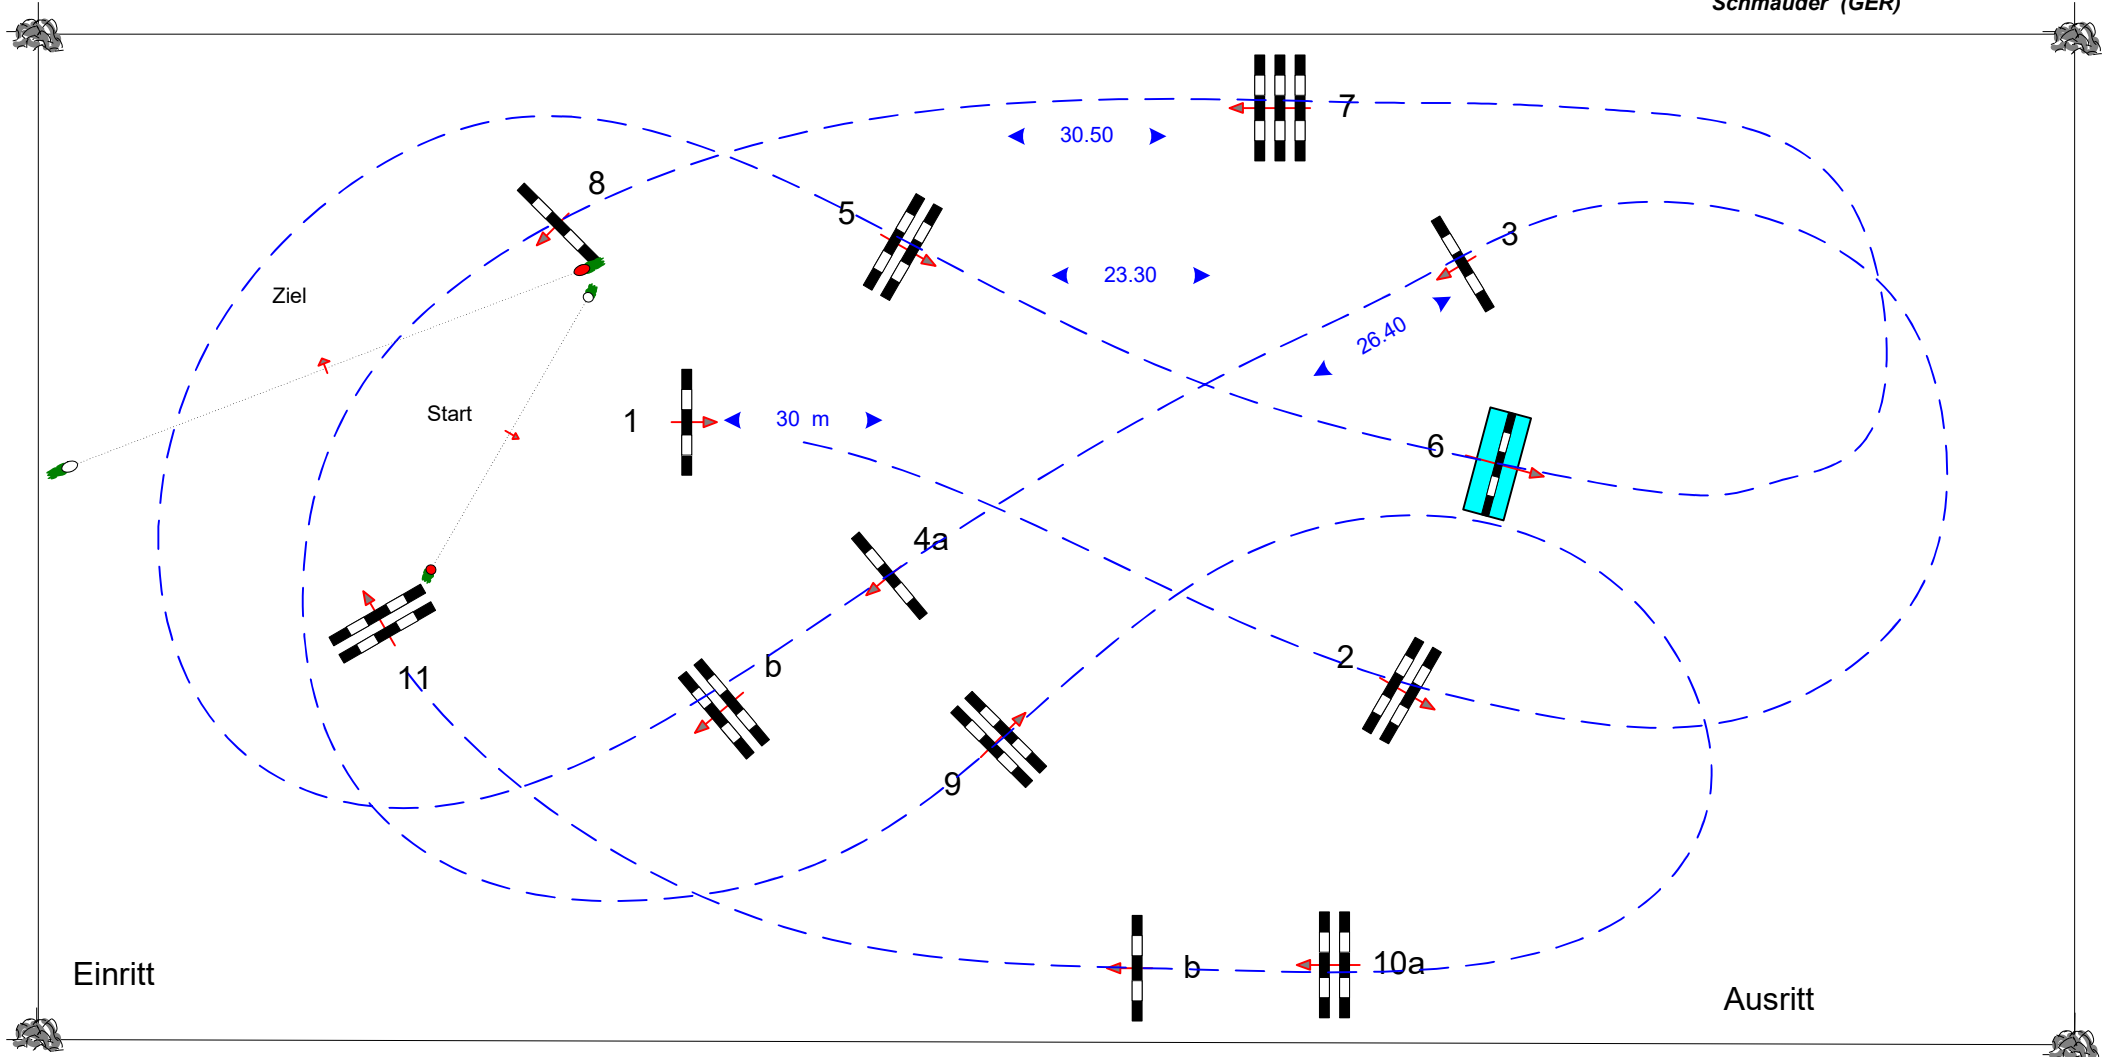 Schmauder (GER)
7
30.50
8
5
3
23.30
Ziel
26.40
Start
1
30 m
6
4a
2
b
11
9
10a
b
Einritt
Ausritt